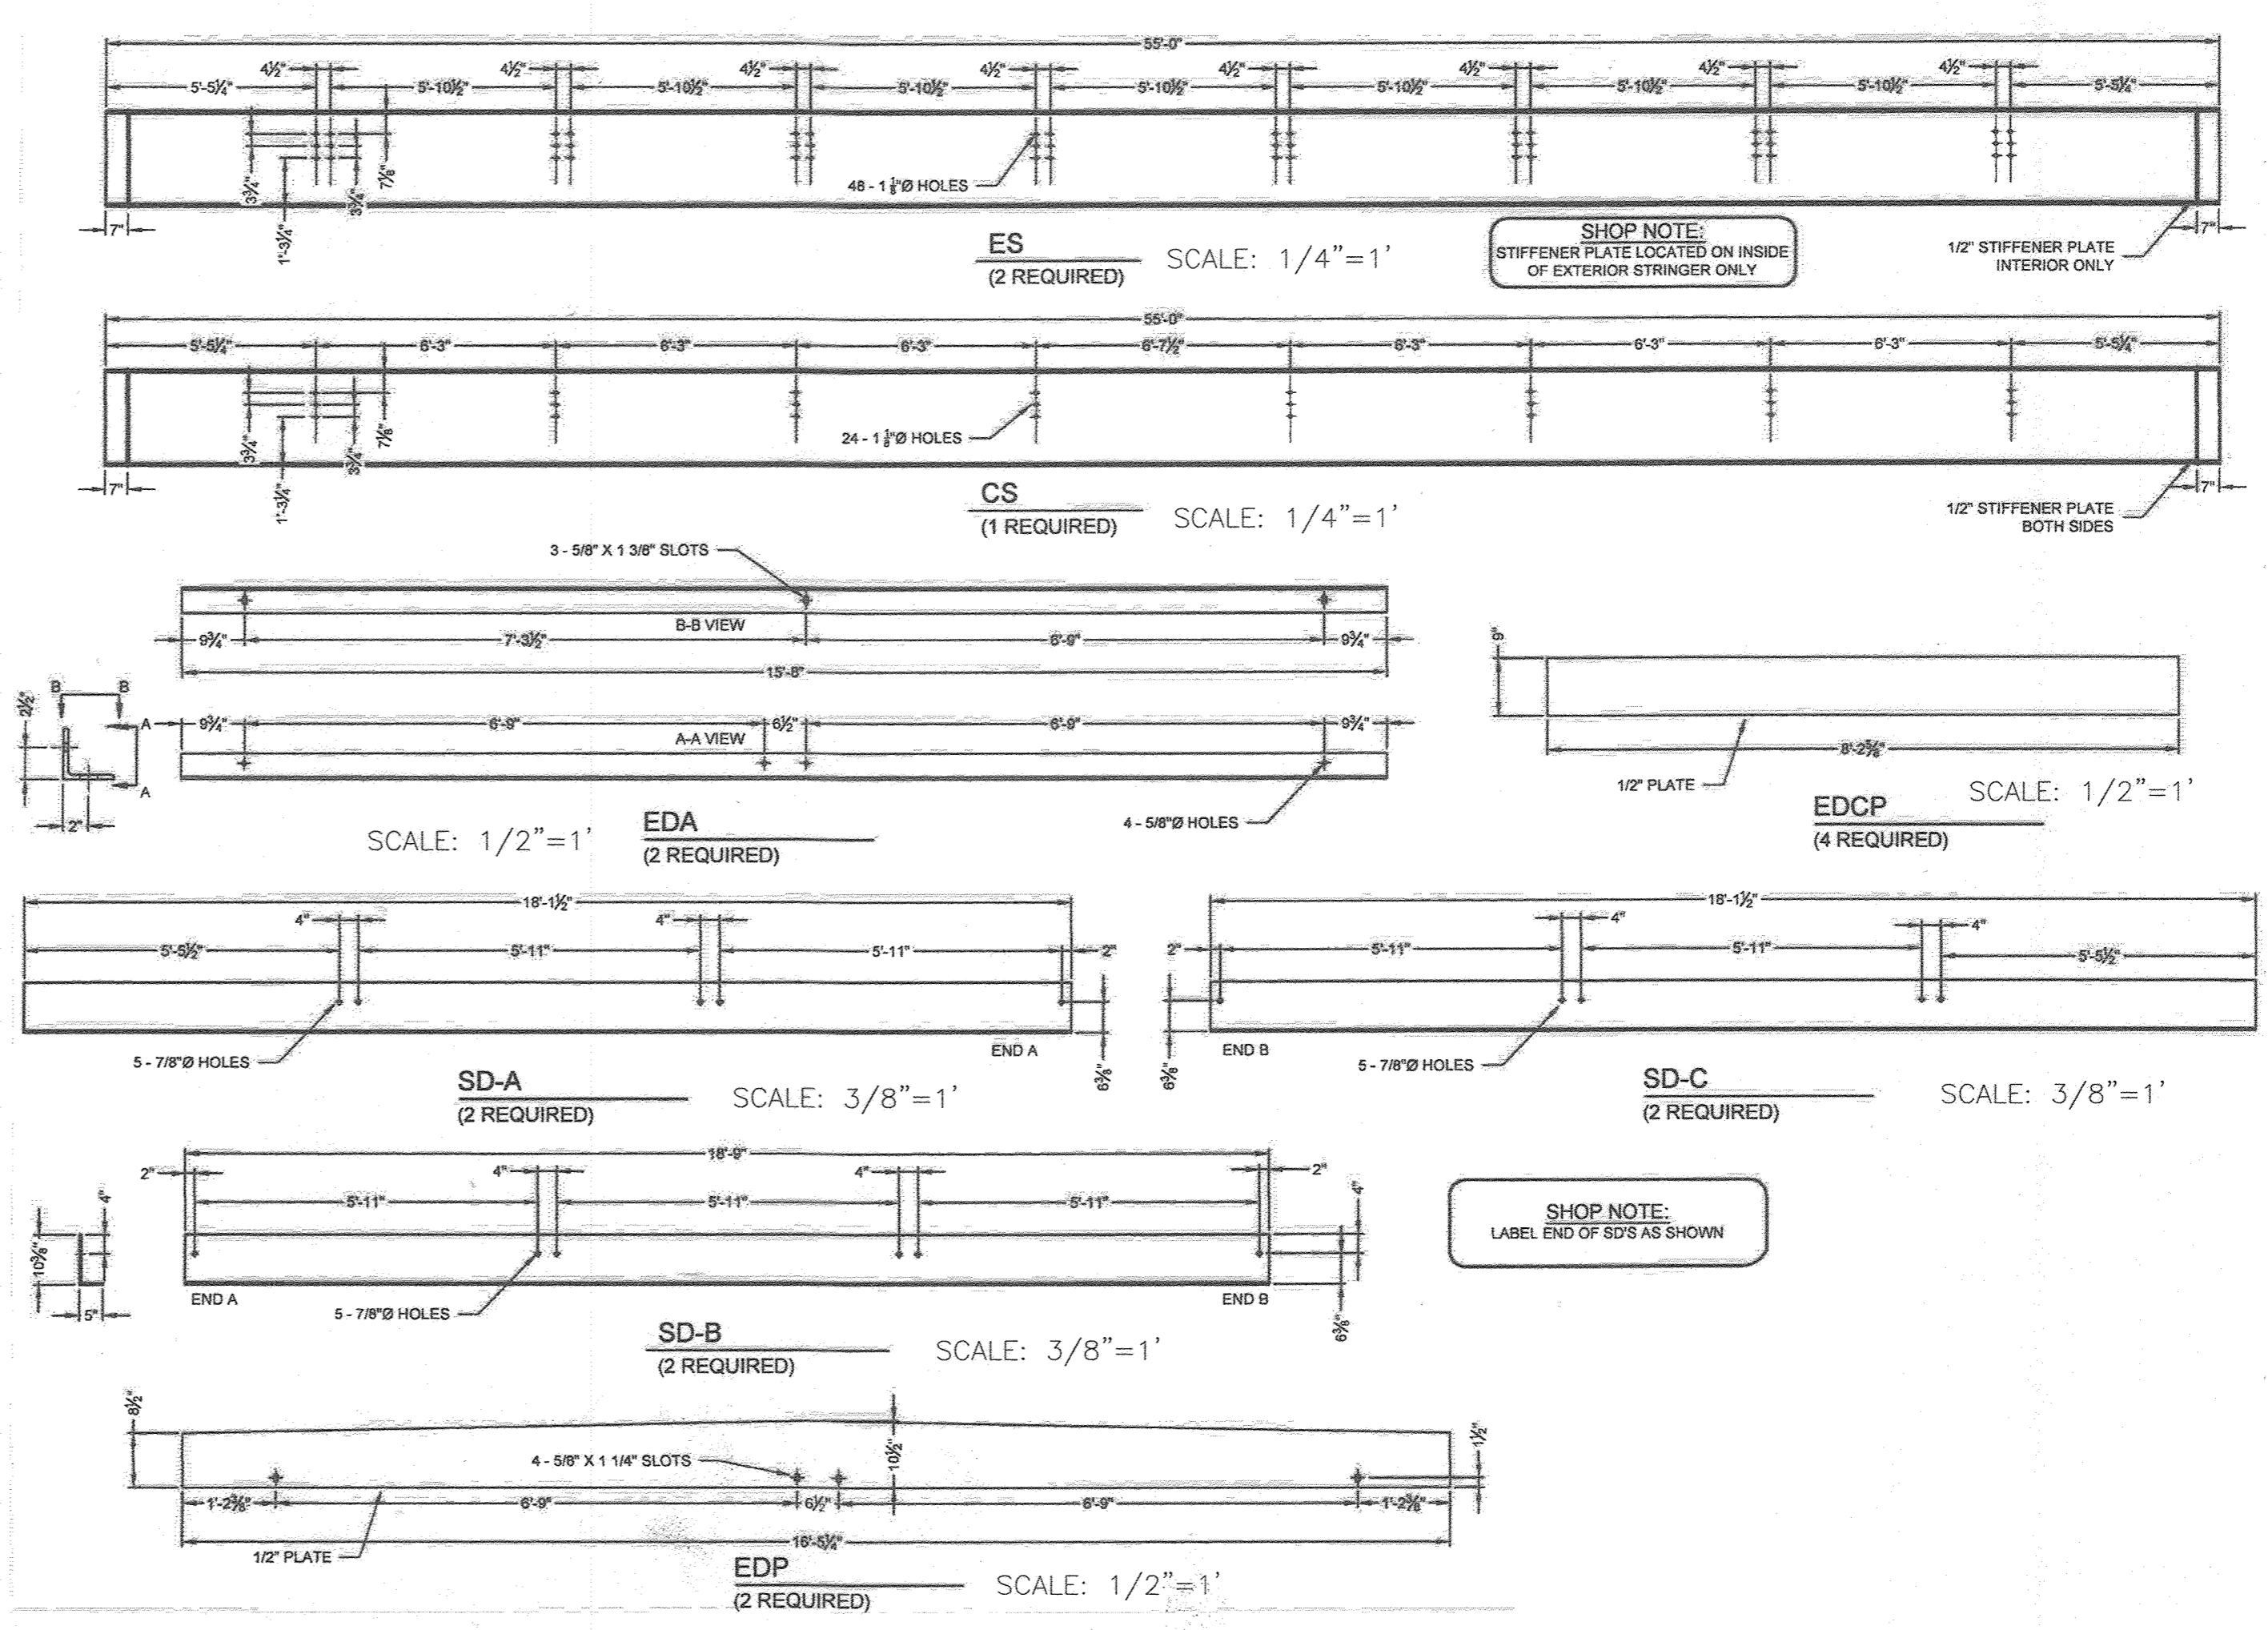 55'-0"
4½" 4½" 4½" 4½" 4½" 4½" 4½" 4½"
5'-5¼" 5'-10½" 5'-10½" 5'-10½" 5'-10½" 5'-10½" 5'-10½" 5'-10½" 5'-5¼"
3¾" 1'-3¼" 3¾" 7⅛"
48 - 1⅛"Ø HOLES
7" 7"
ES
(2 REQUIRED)
SCALE: 1/4"=1'
SHOP NOTE:
STIFFENER PLATE LOCATED ON INSIDE
OF EXTERIOR STRINGER ONLY
1/2" STIFFENER PLATE
INTERIOR ONLY
55'-0"
5'-5¼" 6'-3" 6'-3" 6'-3" 6'-7½" 6'-3" 6'-3" 6'-3" 5'-5¼"
3¾" 1'-3¼" 3¾" 7⅛"
24 - 1⅛"Ø HOLES
7" 7"
CS
(1 REQUIRED)
SCALE: 1/4"=1'
1/2" STIFFENER PLATE
BOTH SIDES
3 - 5/8" X 1 3/8" SLOTS
B-B VIEW
9¾" 7'-3½" 6'-9" 9¾"
15'-8"
B B
2½" A
9¾" 6'-9" 6½" 6'-9" 9¾"
A-A VIEW
A
2"
4 - 5/8"Ø HOLES
SCALE: 1/2"=1'
EDA
(2 REQUIRED)
9"
8'-2⅝"
1/2" PLATE
EDCP
(4 REQUIRED)
SCALE: 1/2"=1'
18'-1½"
4" 4"
5'-5½" 5'-11" 5'-11" 2"
5 - 7/8"Ø HOLES
END A
6⅜"
SD-A
(2 REQUIRED)
SCALE: 3/8"=1'
18'-1½"
4" 4"
2" 5'-11" 5'-11" 5'-5½"
6⅜"
END B
5 - 7/8"Ø HOLES
SD-C
(2 REQUIRED)
SCALE: 3/8"=1'
18'-9"
2" 4" 4" 2"
5'-11" 5'-11" 5'-11"
4"
10⅜"
5"
4"
6⅜"
END A
5 - 7/8"Ø HOLES
END B
SD-B
(2 REQUIRED)
SCALE: 3/8"=1'
SHOP NOTE:
LABEL END OF SD'S AS SHOWN
8½"
4 - 5/8" X 1 1/4" SLOTS
10½"
1½"
1'-2⅝" 6'-9" 6½" 6'-9" 1'-2⅝"
16'-5¾"
1/2" PLATE
EDP
(2 REQUIRED)
SCALE: 1/2"=1'